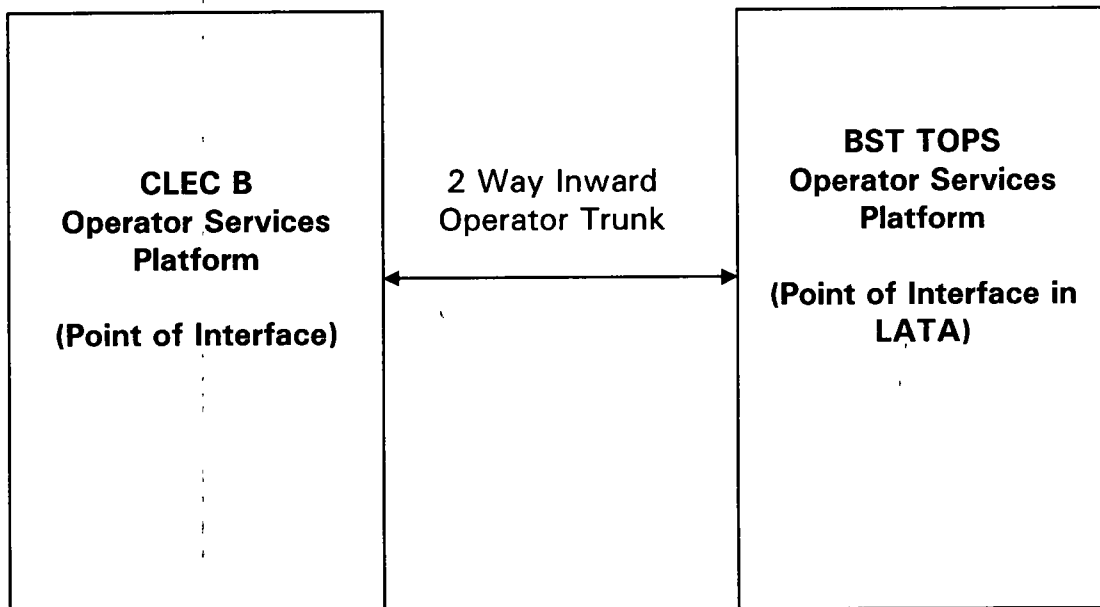 CLEC B
Operator Services
Platform
(Point of Interface)
2 Way Inward
Operator Trunk
BST TOPS
Operator Services
Platform
(Point of Interface in
LATA)